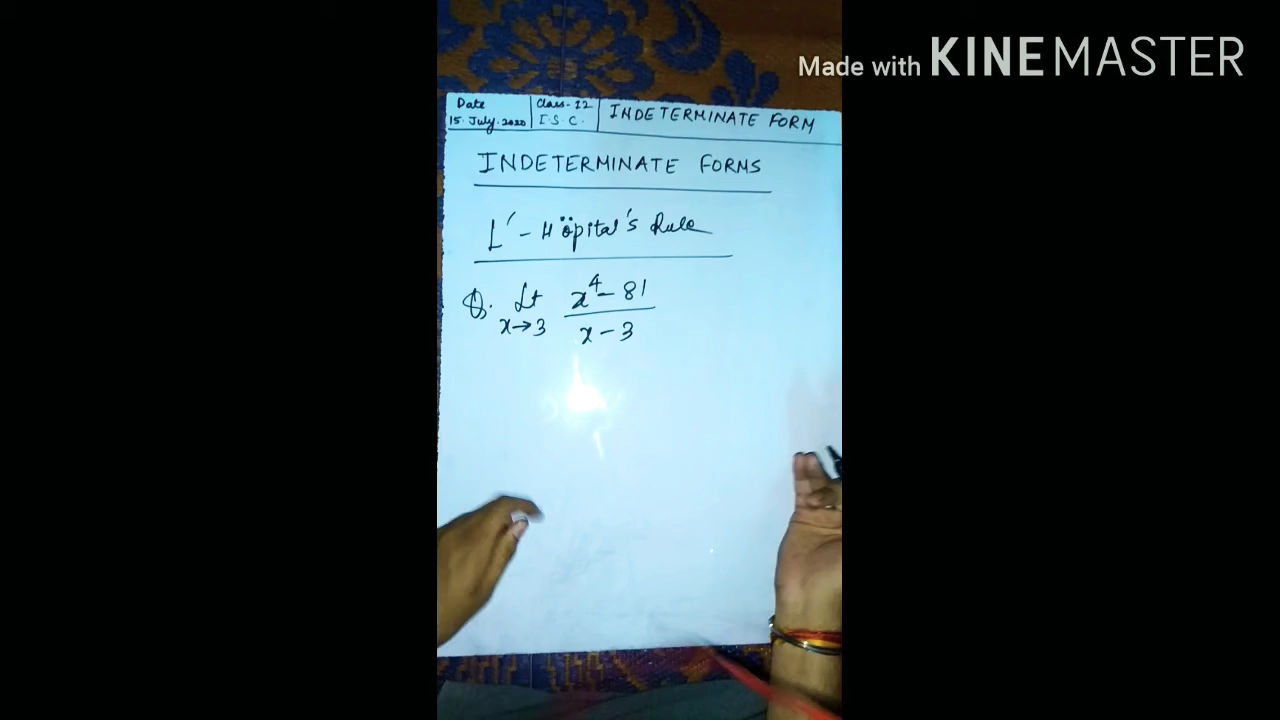 Made with KINEMASTER
Date
15. July. 2020
Class - 12
I.S.C.
INDETERMINATE FORM
INDETERMINATE FORMS
L' - Höpital's Rule
Q. Lt x⁴ - 81
x→3 x - 3